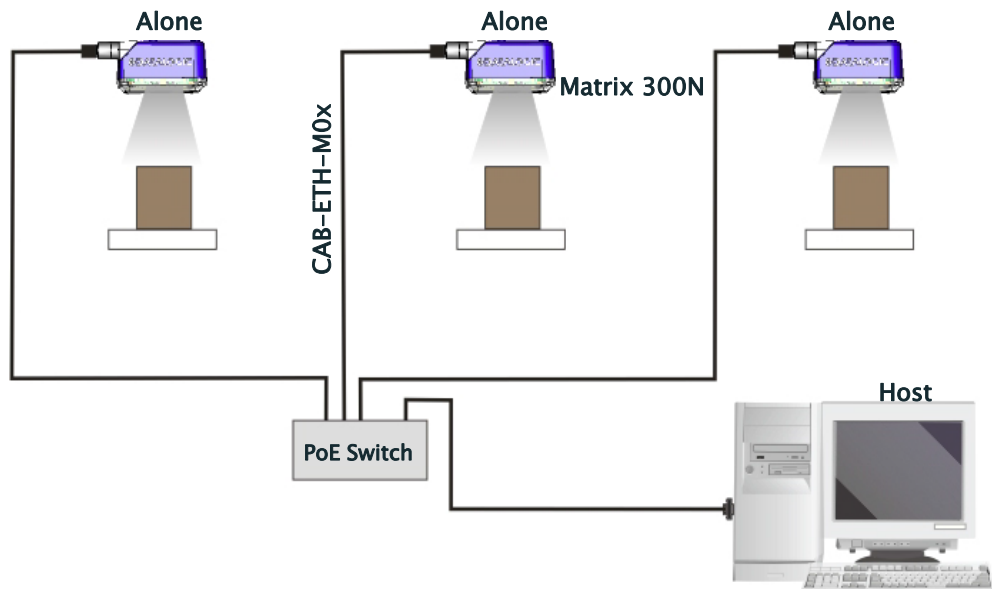 Alone
Alone
Alone
Matrix 300N
CAB-ETH-M0x
Host
PoE Switch